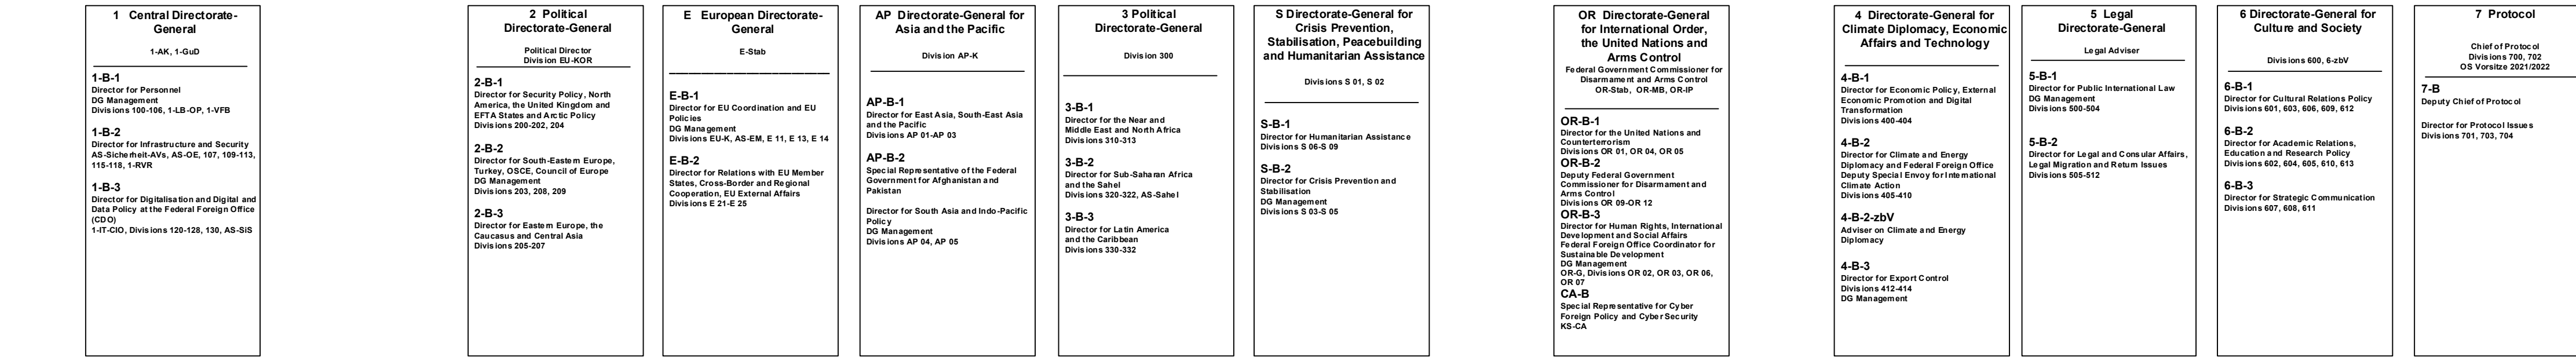 1 Central Directorate-
General
1-AK, 1-GuD
1-B-1
Director for Personnel
DG Management
Divisions 100-106, 1-LB-OP, 1-VFB
1-B-2
Director for Infrastructure and Security
AS-Sicherheit-AVs, AS-OE, 107, 109-113,
115-118, 1-RVR
1-B-3
Director for Digitalisation and Digital and
Data Policy at the Federal Foreign Office
(CDO)
1-IT-CIO, Divisions 120-128, 130, AS-SiS
2 Political
Directorate-General
Political Director
Division EU-KOR
2-B-1
Director for Security Policy, North
America, the United Kingdom and
EFTA States and Arctic Policy
Divisions 200-202, 204
2-B-2
Director for South-Eastern Europe,
Turkey, OSCE, Council of Europe
DG Management
Divisions 203, 208, 209
2-B-3
Director for Eastern Europe, the
Caucasus and Central Asia
Divisions 205-207
E European Directorate-
General
E-Stab
E-B-1
Director for EU Coordination and EU
Policies
DG Management
Divisions EU-K, AS-EM, E 11, E 13, E 14
E-B-2
Director for Relations with EU Member
States, Cross-Border and Regional
Cooperation, EU External Affairs
Divisions E 21-E 25
AP Directorate-General for
Asia and the Pacific
Division AP-K
AP-B-1
Director for East Asia, South-East Asia
and the Pacific
Divisions AP 01-AP 03
AP-B-2
Special Representative of the Federal
Government for Afghanistan and
Pakistan
Director for South Asia and Indo-Pacific
Policy
DG Management
Divisions AP 04, AP 05
3 Political
Directorate-General
Division 300
3-B-1
Director for the Near and
Middle East and North Africa
Divisions 310-313
3-B-2
Director for Sub-Saharan Africa
and the Sahel
Divisions 320-322, AS-Sahel
3-B-3
Director for Latin America
and the Caribbean
Divisions 330-332
S Directorate-General for
Crisis Prevention,
Stabilisation, Peacebuilding
and Humanitarian Assistance
Divisions S 01, S 02
S-B-1
Director for Humanitarian Assistance
Divisions S 06-S 09
S-B-2
Director for Crisis Prevention and
Stabilisation
DG Management
Divisions S 03-S 05
OR Directorate-General
for International Order,
the United Nations and
Arms Control
Federal Government Commissioner for
Disarmament and Arms Control
OR-Stab, OR-MB, OR-IP
OR-B-1
Director for the United Nations and
Counterterrorism
Divisions OR 01, OR 04, OR 05
OR-B-2
Deputy Federal Government
Commissioner for Disarmament and
Arms Control
Divisions OR 09-OR 12
OR-B-3
Director for Human Rights, International
Development and Social Affairs
Federal Foreign Office Coordinator for
Sustainable Development
DG Management
OR-G, Divisions OR 02, OR 03, OR 06,
OR 07
CA-B
Special Representative for Cyber
Foreign Policy and Cyber Security
KS-CA
4 Directorate-General for
Climate Diplomacy, Economic
Affairs and Technology
4-B-1
Director for Economic Policy, External
Economic Promotion and Digital
Transformation
Divisions 400-404
4-B-2
Director for Climate and Energy
Diplomacy and Federal Foreign Office
Deputy Special Envoy for International
Climate Action
Divisions 405-410
4-B-2-zbV
Adviser on Climate and Energy
Diplomacy
4-B-3
Director for Export Control
Divisions 412-414
DG Management
5 Legal
Directorate-General
Legal Adviser
5-B-1
Director for Public International Law
DG Management
Divisions 500-504
5-B-2
Director for Legal and Consular Affairs,
Legal Migration and Return Issues
Divisions 505-512
6 Directorate-General for
Culture and Society
Divisions 600, 6-zbV
6-B-1
Director for Cultural Relations Policy
Divisions 601, 603, 606, 609, 612
6-B-2
Director for Academic Relations,
Education and Research Policy
Divisions 602, 604, 605, 610, 613
6-B-3
Director for Strategic Communication
Divisions 607, 608, 611
7 Protocol
Chief of Protocol
Divisions 700, 702
OS Vorsitze 2021/2022
7-B
Deputy Chief of Protocol
Director for Protocol Issues
Divisions 701, 703, 704